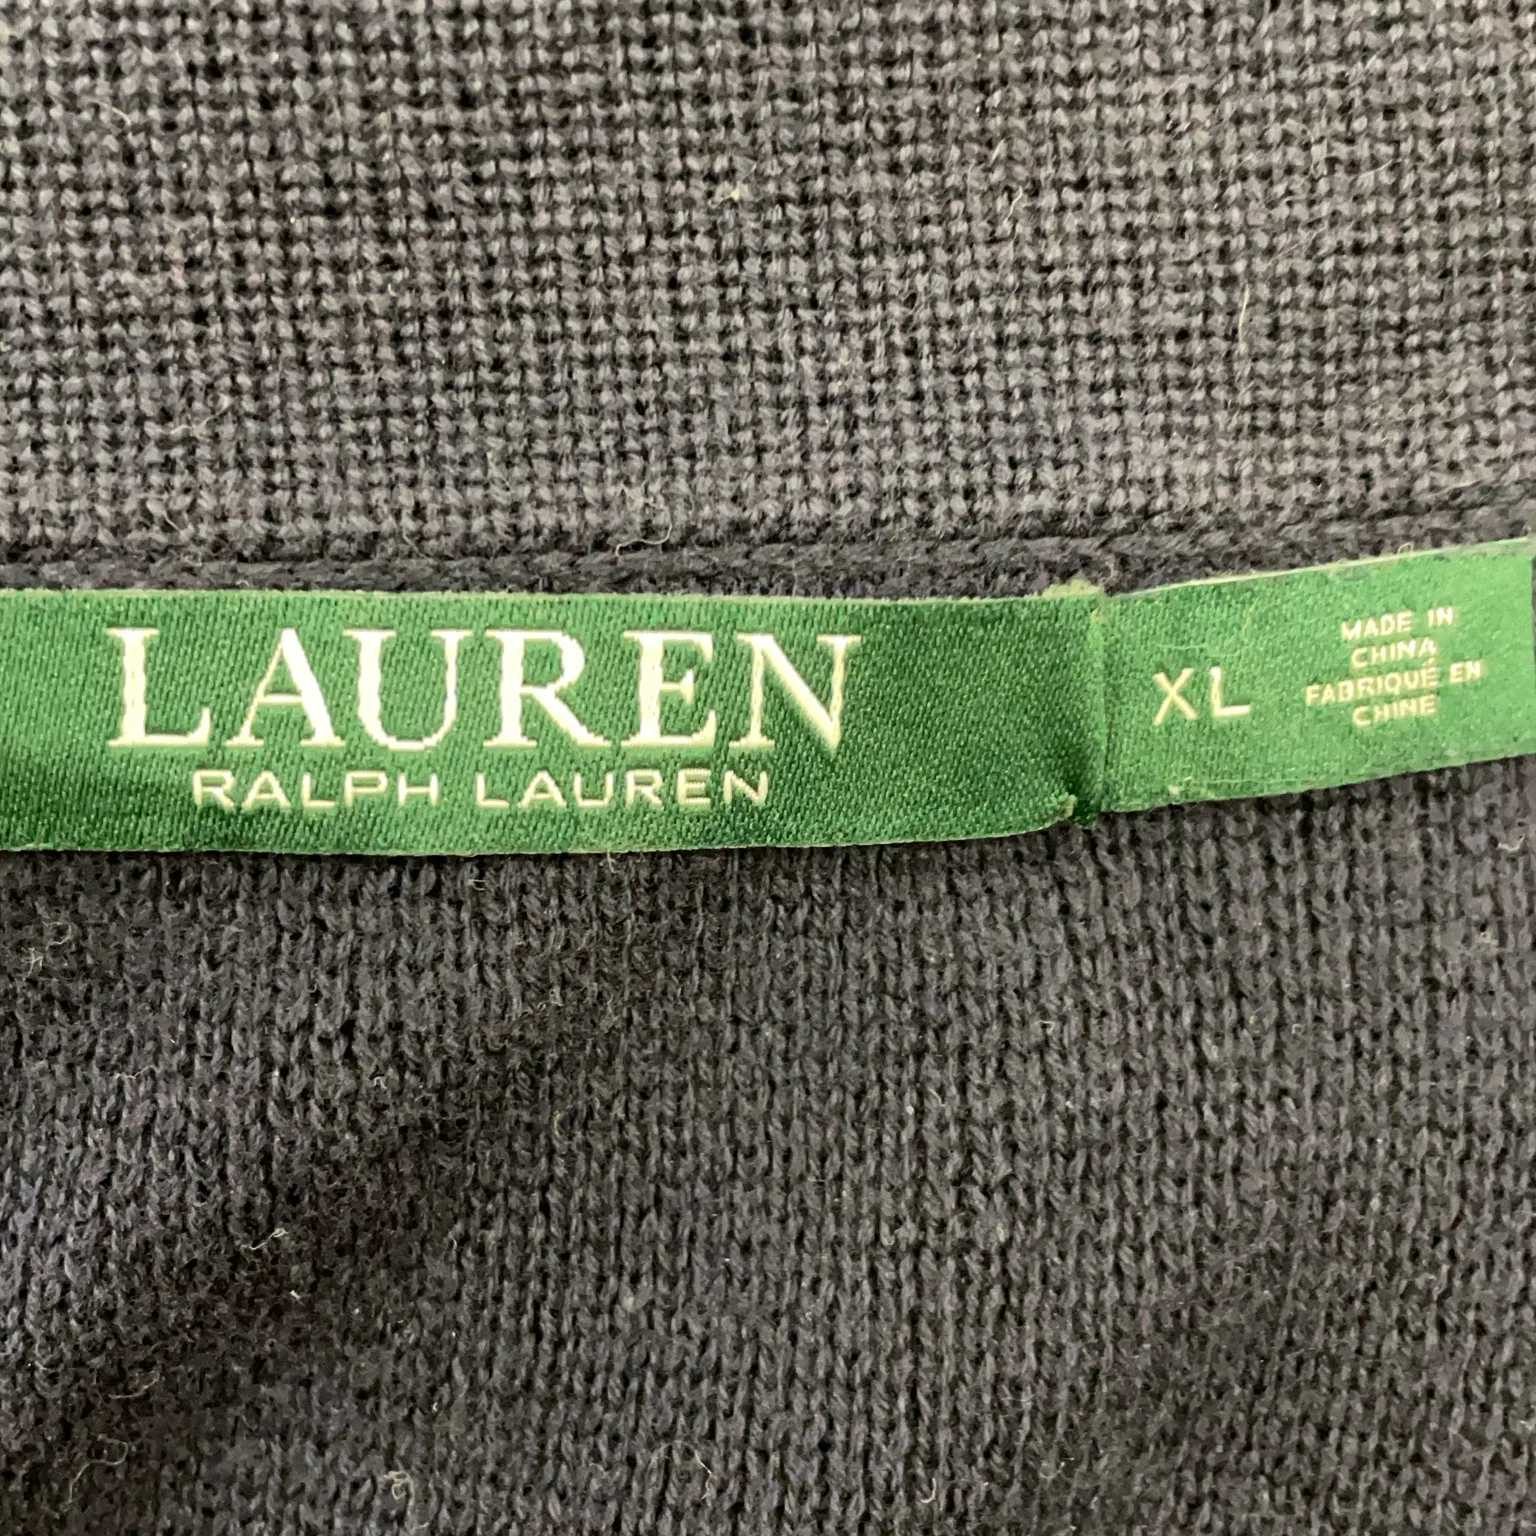 LAUREN
RALPH LAUREN
XL
MADE IN
CHINA
FABRIQUÉ EN
CHINE